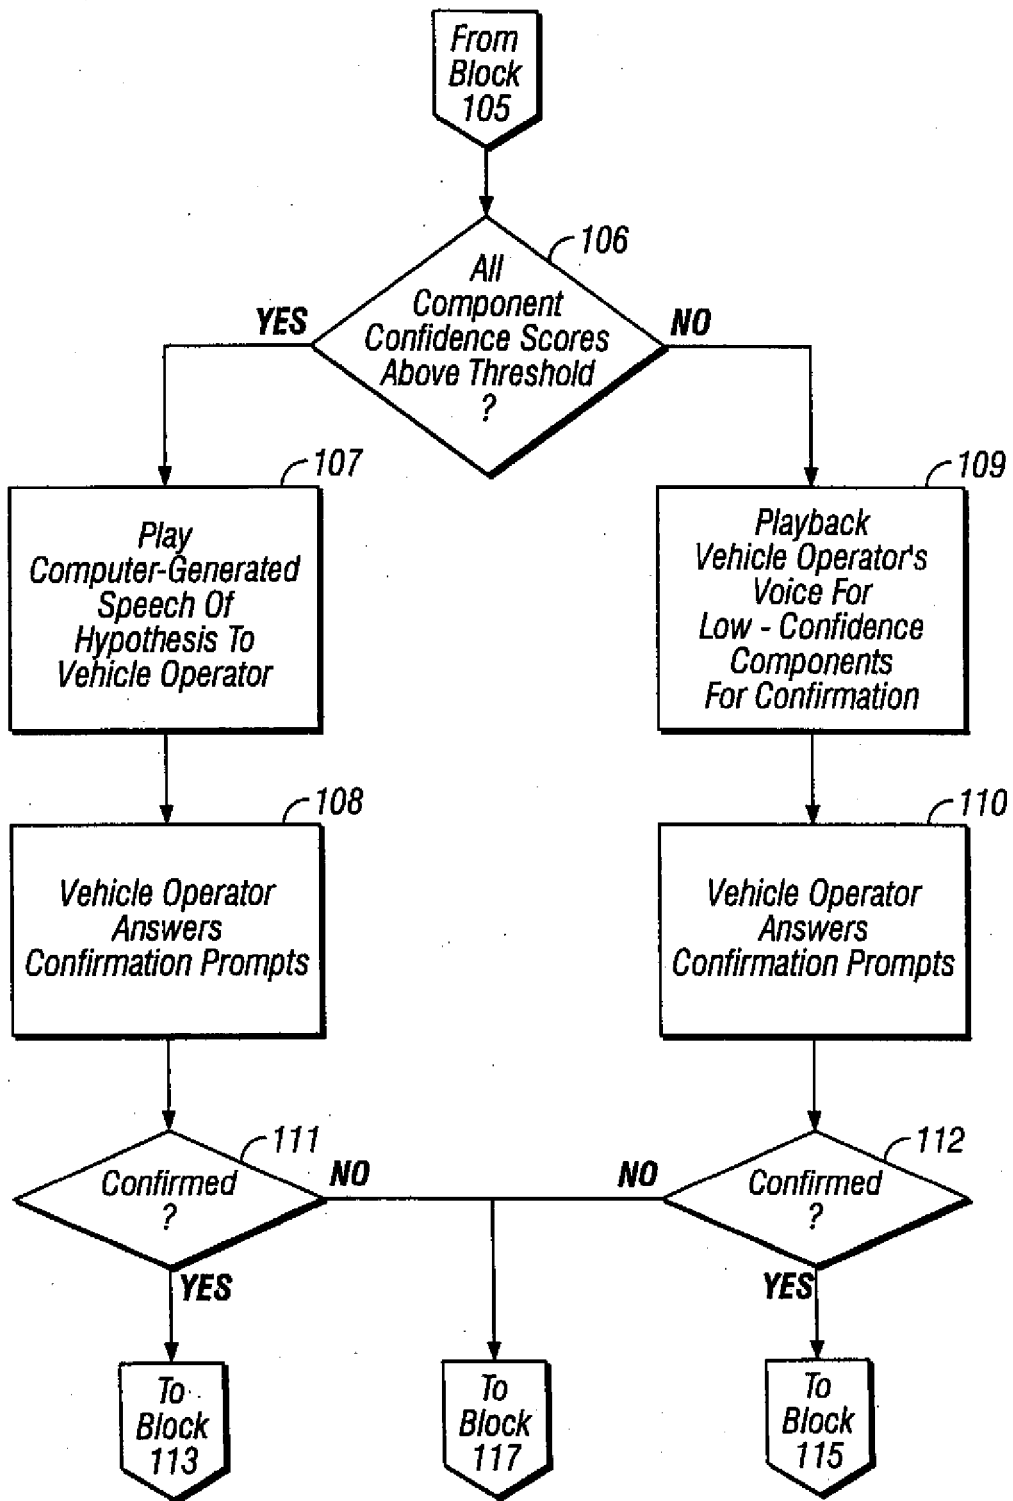 From
Block
105
106
All
Component
Confidence Scores
Above Threshold
?
YES
NO
107
Play
Computer-Generated
Speech Of
Hypothesis To
Vehicle Operator
109
Playback
Vehicle Operator's
Voice For
Low - Confidence
Components
For Confirmation
108
Vehicle Operator
Answers
Confirmation Prompts
110
Vehicle Operator
Answers
Confirmation Prompts
111
Confirmed
?
NO
YES
112
Confirmed
?
NO
YES
To
Block
113
To
Block
117
To
Block
115